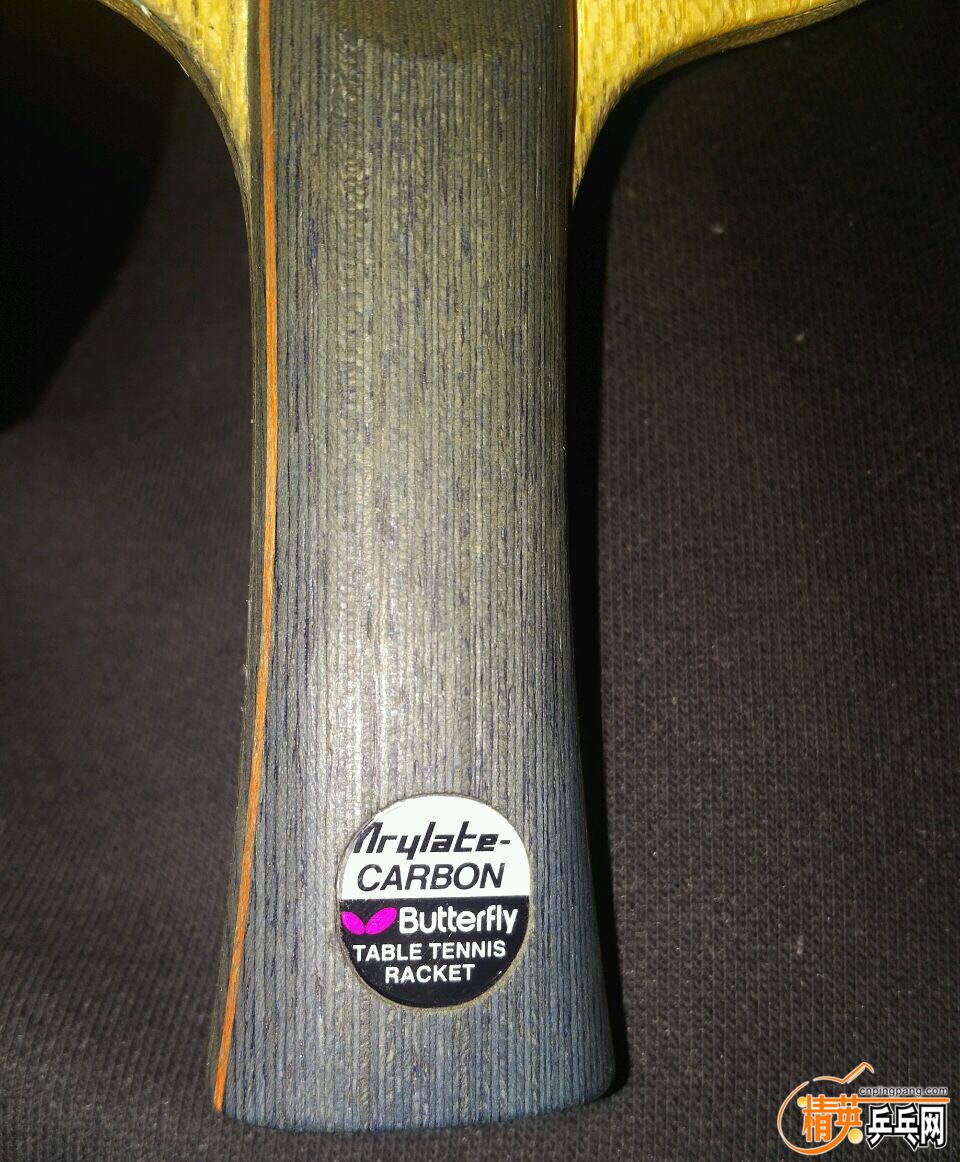 Arylate-
CARBON
Butterfly
TABLE TENNIS
RACKET
cnpingpang.com
精英乒乓网